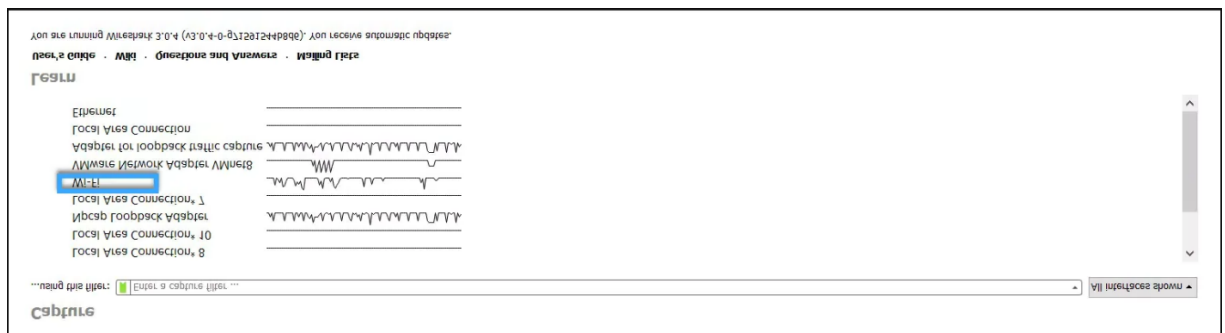 Capture
...using this filter: Enter a capture filter ... All interfaces shown
Local Area Connection* 8
Local Area Connection* 10
Npcap Loopback Adapter
Local Area Connection* 7
Wi-Fi
VMware Network Adapter VMnet8
Adapter for loopback traffic capture
Local Area Connection
Ethernet
Learn
User's Guide · Wiki · Questions and Answers · Mailing Lists
You are running Wireshark 3.0.4 (v3.0.4-0-g71591544b8d6). You receive automatic updates.